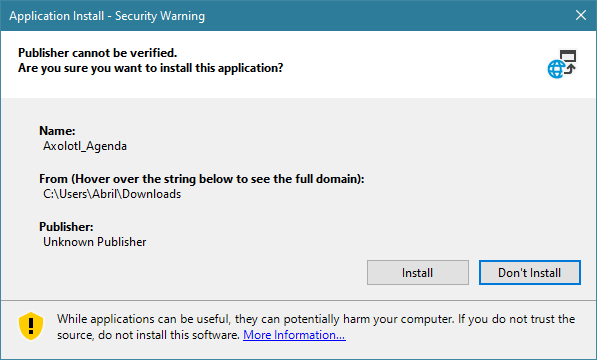 Application Install - Security Warning
Publisher cannot be verified.
Are you sure you want to install this application?
Name:
Axolotl_Agenda
From (Hover over the string below to see the full domain):
C:\Users\Abril\Downloads
Publisher:
Unknown Publisher
Install
Don't Install
While applications can be useful, they can potentially harm your computer. If you do not trust the
source, do not install this software. More Information...